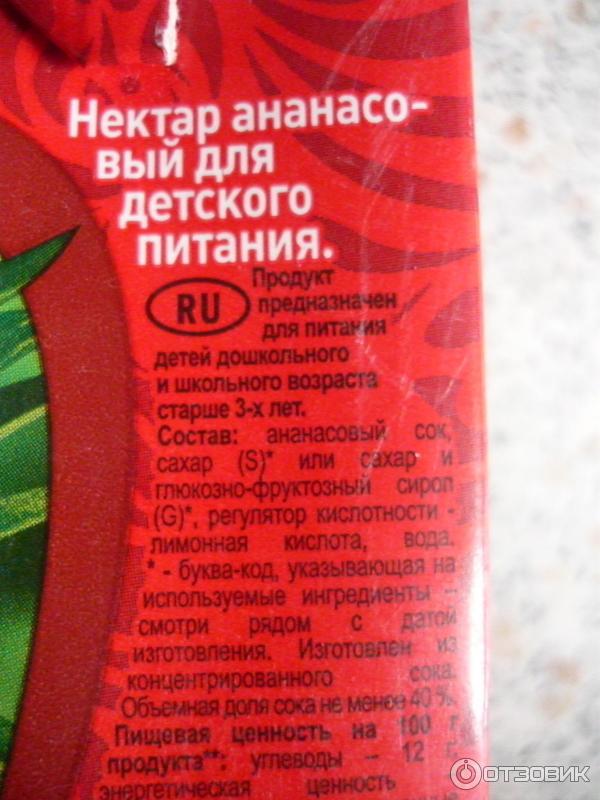 Нектар ананасо-
вый для
детского
питания.
RU
Продукт
предназначен
для питания
детей дошкольного
и школьного возраста
старше 3-х лет.
Состав: ананасовый сок,
сахар (S)* или сахар и
глюкозно-фруктозный сироп
(G)*, регулятор кислотности -
лимонная кислота, вода.
* - буква-код, указывающая на
используемые ингредиенты –
смотри рядом с датой
изготовления. Изготовлен из
концентрированного сока.
Объемная доля сока не менее 40 %.
Пищевая ценность на 100 г
продукта**: углеводы – 12 г,
энергетическая ценность
ОТЗОВИК